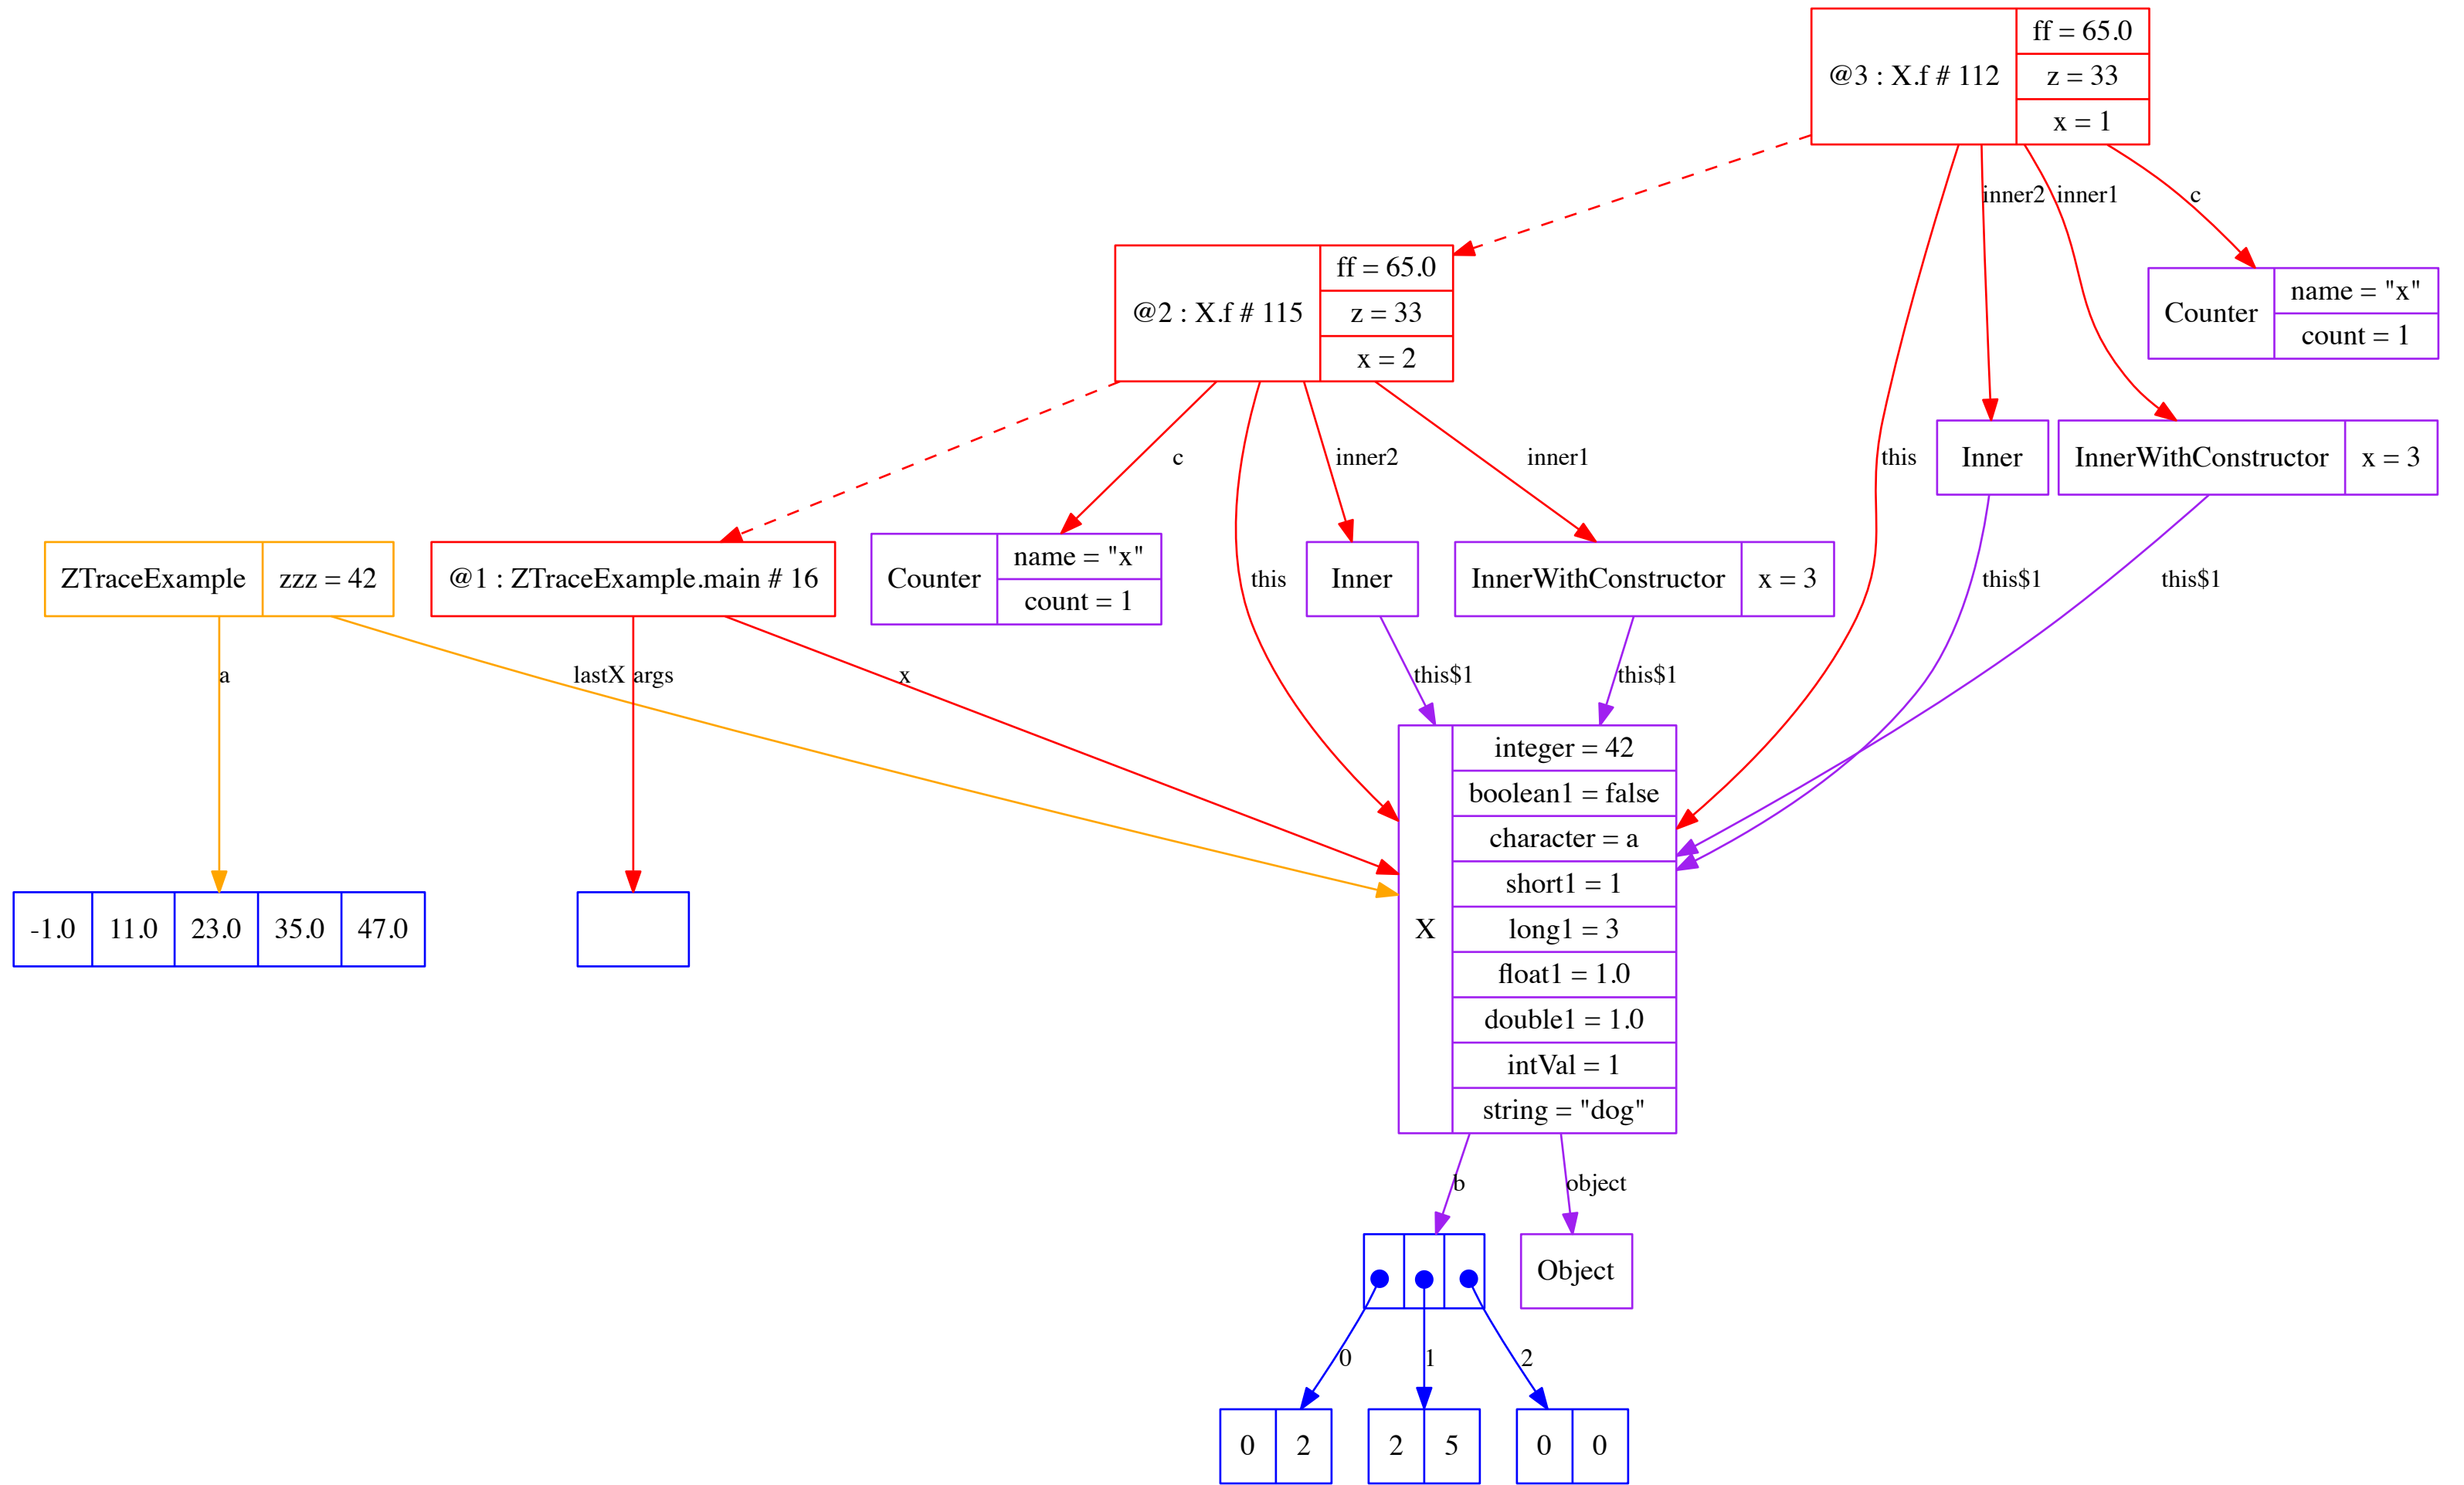 @3 : X.f # 112
ff = 65.0
z = 33
x = 1
inner2
inner1
c
@2 : X.f # 115
ff = 65.0
z = 33
x = 2
Counter
name = "x"
count = 1
c
inner2
inner1
this
Inner
InnerWithConstructor
x = 3
ZTraceExample
zzz = 42
@1 : ZTraceExample.main # 16
Counter
name = "x"
count = 1
this
Inner
InnerWithConstructor
x = 3
this$1
this$1
a
lastX
args
x
this$1
this$1
X
integer = 42
boolean1 = false
character = a
short1 = 1
long1 = 3
float1 = 1.0
double1 = 1.0
intVal = 1
string = "dog"
-1.0
11.0
23.0
35.0
47.0
b
object
Object
0
1
2
0
2
2
5
0
0